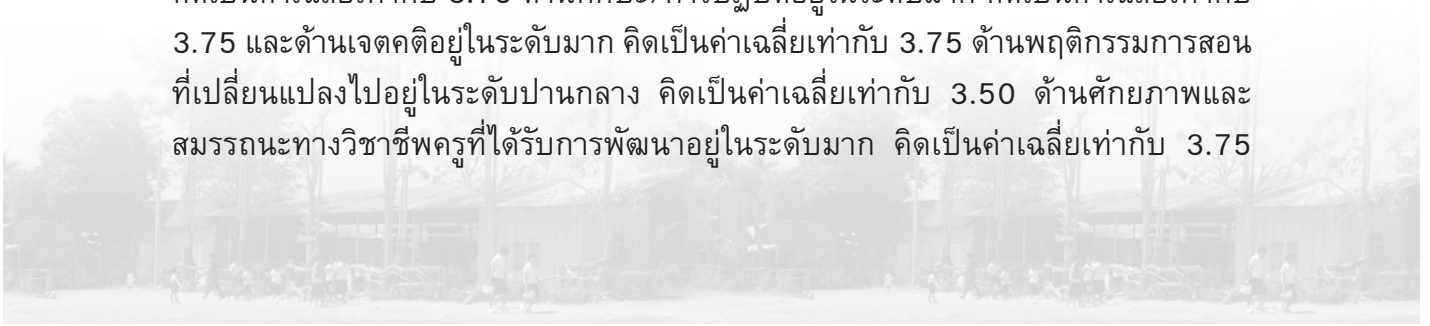 3.75 และด้านเจตคติอยู่ในระดับมาก คิดเป็นค่าเฉลี่ยเท่ากับ 3.75 ด้านพฤติกรรมการสอน
ที่เปลี่ยนแปลงไปอยู่ในระดับปานกลาง คิดเป็นค่าเฉลี่ยเท่ากับ 3.50 ด้านศักยภาพและ
สมรรถนะทางวิชาชีพครูที่ได้รับการพัฒนาอยู่ในระดับมาก คิดเป็นค่าเฉลี่ยเท่ากับ 3.75